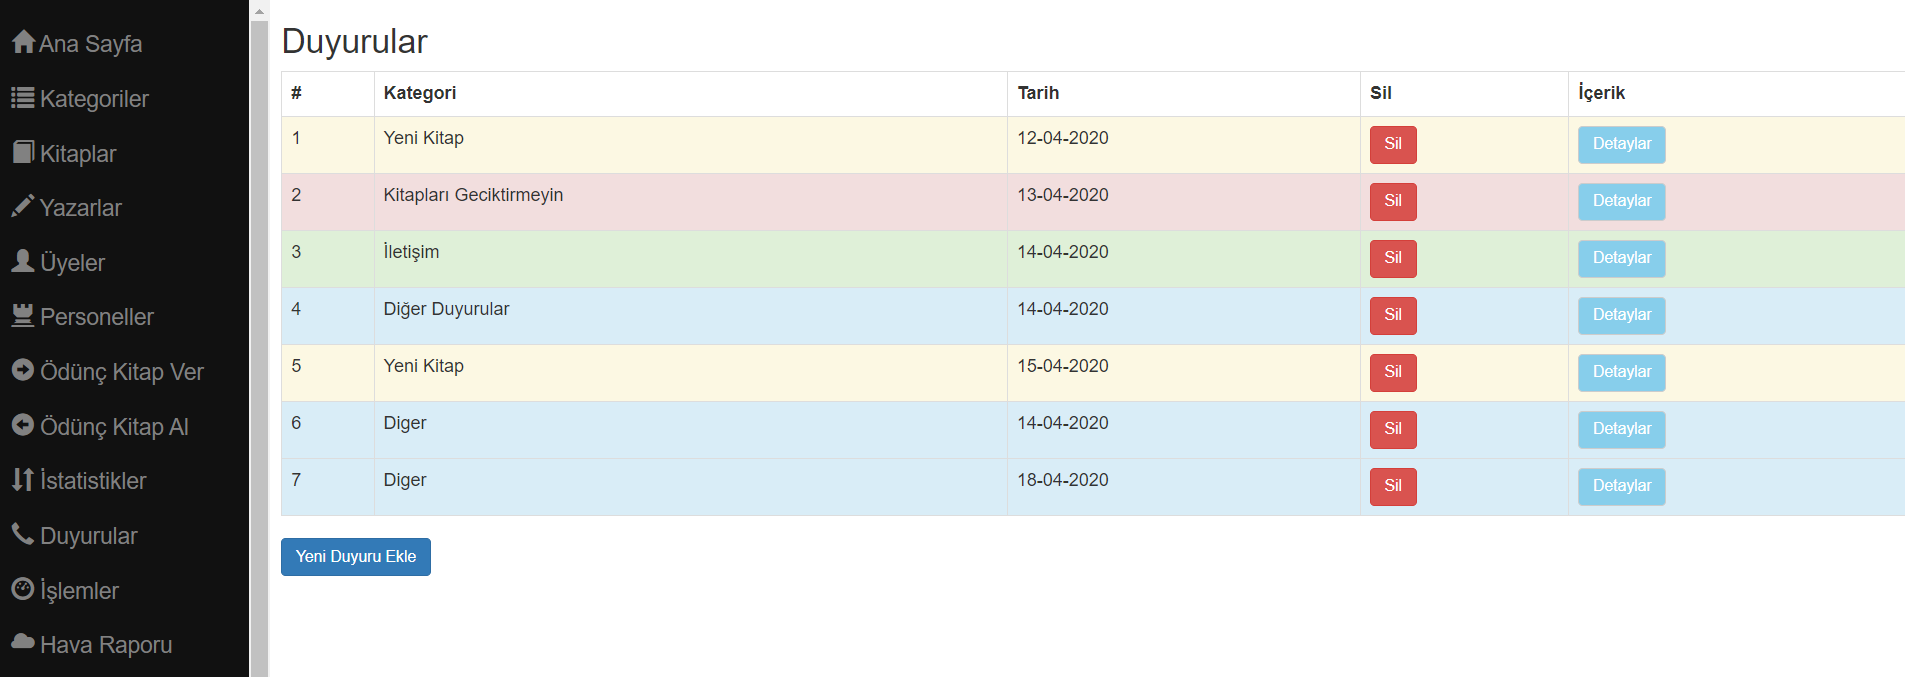 Ana Sayfa
Kategoriler
Kitaplar
Yazarlar
Üyeler
Personeller
Ödünç Kitap Ver
Ödünç Kitap Al
İstatistikler
Duyurular
İşlemler
Hava Raporu
Duyurular
# Kategori Tarih Sil İçerik
1 Yeni Kitap 12-04-2020 Sil Detaylar
2 Kitapları Geciktirmeyin 13-04-2020 Sil Detaylar
3 İletişim 14-04-2020 Sil Detaylar
4 Diğer Duyurular 14-04-2020 Sil Detaylar
5 Yeni Kitap 15-04-2020 Sil Detaylar
6 Diger 14-04-2020 Sil Detaylar
7 Diger 18-04-2020 Sil Detaylar
Yeni Duyuru Ekle